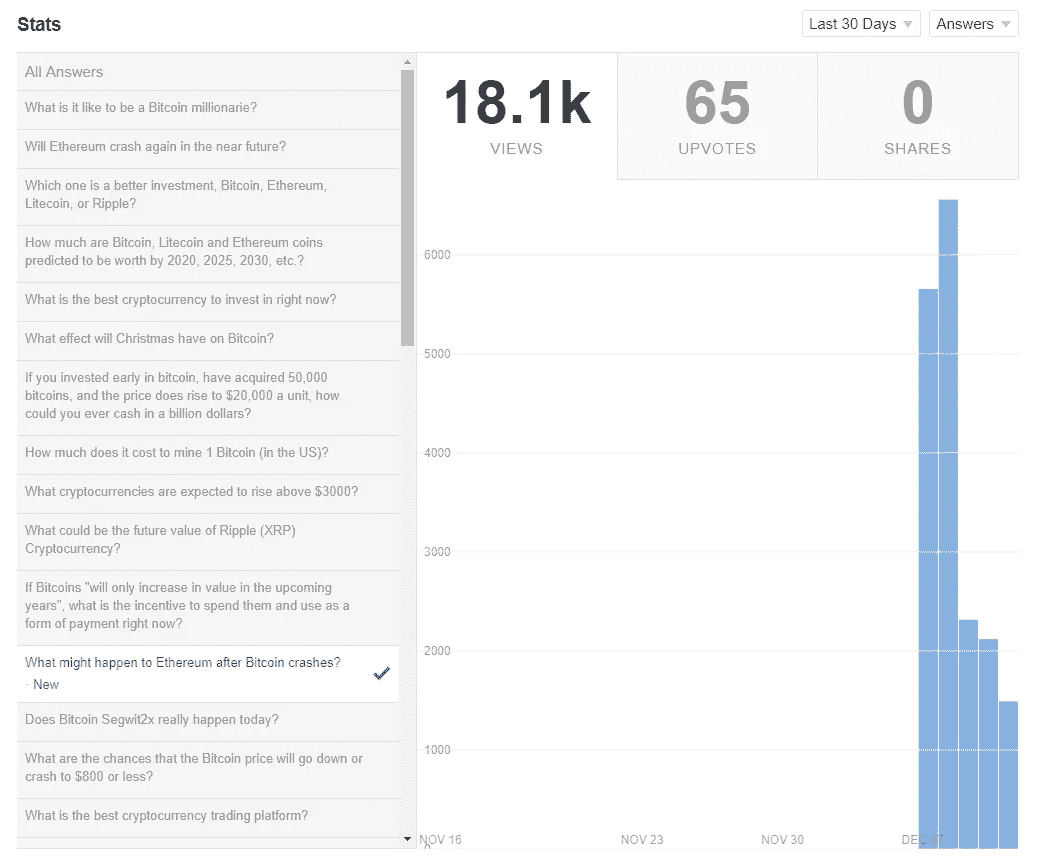 Stats
Last 30 Days
Answers
All Answers
What is it like to be a Bitcoin millionarie?
Will Ethereum crash again in the near future?
Which one is a better investment, Bitcoin, Ethereum,
Litecoin, or Ripple?
How much are Bitcoin, Litecoin and Ethereum coins
predicted to be worth by 2020, 2025, 2030, etc.?
What is the best cryptocurrency to invest in right now?
What effect will Christmas have on Bitcoin?
If you invested early in bitcoin, have acquired 50,000
bitcoins, and the price does rise to $20,000 a unit, how
could you ever cash in a billion dollars?
How much does it cost to mine 1 Bitcoin (in the US)?
What cryptocurrencies are expected to rise above $3000?
What could be the future value of Ripple (XRP)
Cryptocurrency?
If Bitcoins "will only increase in value in the upcoming
years", what is the incentive to spend them and use as a
form of payment right now?
What might happen to Ethereum after Bitcoin crashes?
· New
Does Bitcoin Segwit2x really happen today?
What are the chances that the Bitcoin price will go down or
crash to $800 or less?
What is the best cryptocurrency trading platform?
18.1k
VIEWS
65
UPVOTES
0
SHARES
6000
5000
4000
3000
2000
1000
0
NOV 16
NOV 23
NOV 30
DEC 07